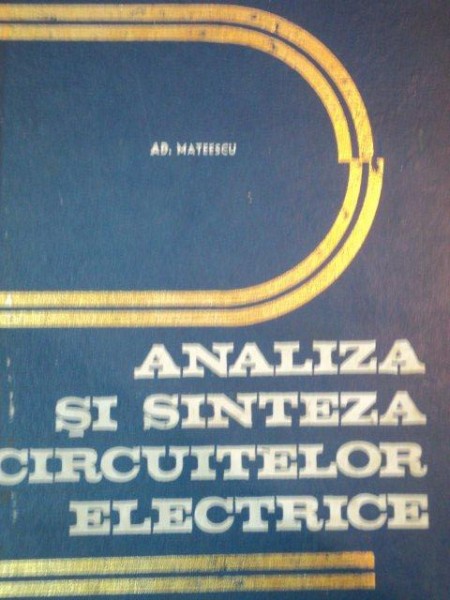 AD. MATEESCU
ANALIZA
ŞI SINTEZA
CIRCUITELOR
ELECTRICE